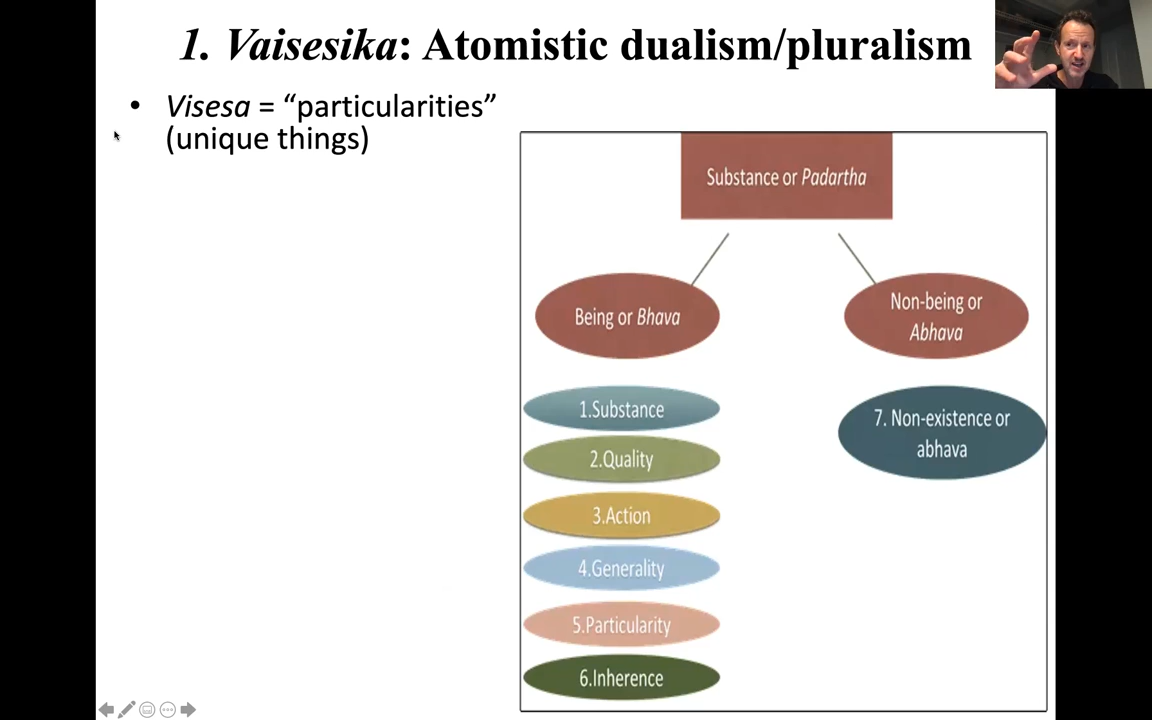 1. Vaisesika: Atomistic dualism/pluralism
• Visesa = “particularities”
(unique things)
Substance or Padartha
Being or Bhava
Non-being or
Abhava
1.Substance
2.Quality
3.Action
4.Generality
5.Particularity
6.Inherence
7. Non-existence or
abhava